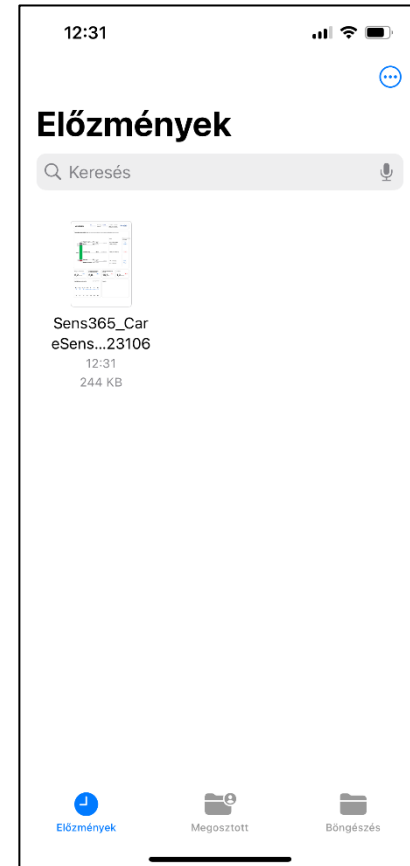 12:31
Előzmények
Keresés
Sens365_Car
eSens...23106
12:31
244 KB
Előzmények
Megosztott
Böngészés